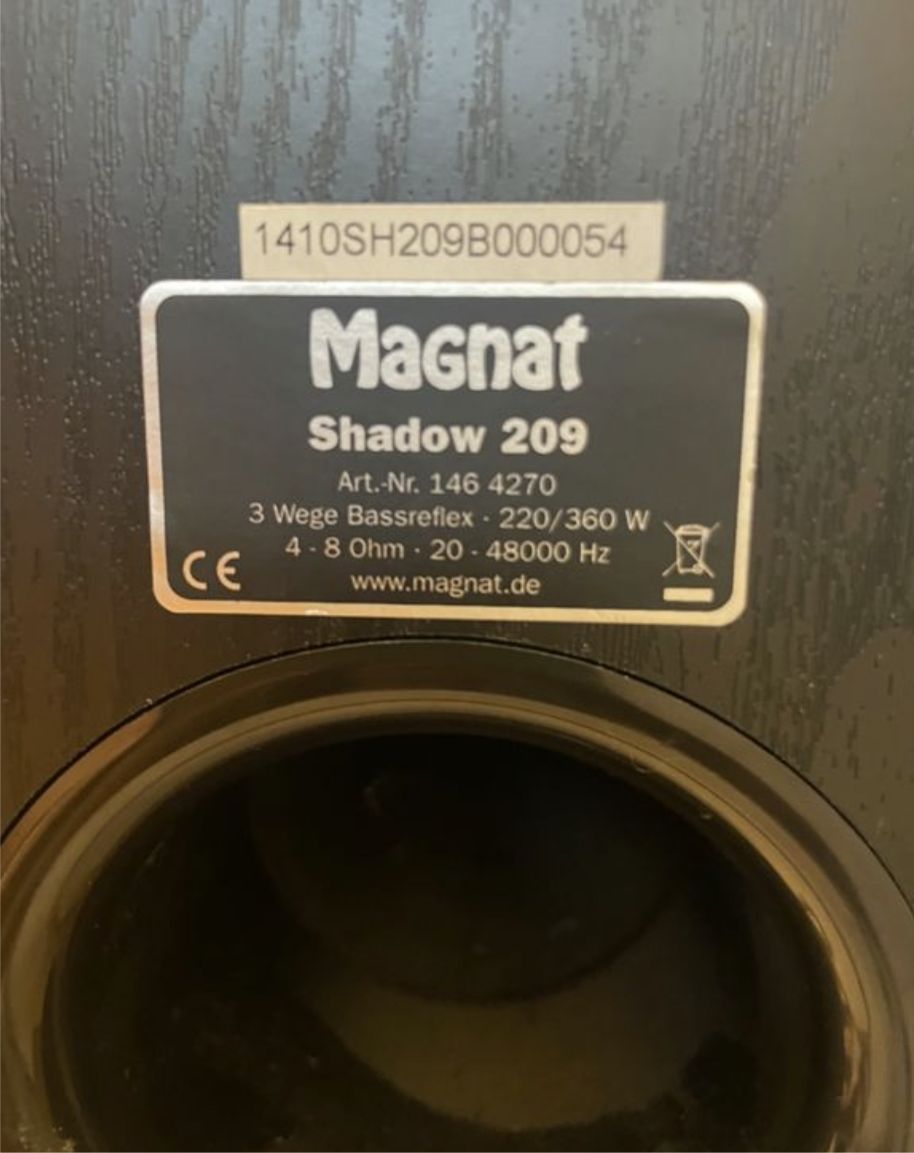 1410SH209B000054
Magnat
Shadow 209
Art.-Nr. 146 4270
3 Wege Bassreflex · 220/360 W
4 - 8 Ohm · 20 - 48000 Hz
CE
www.magnat.de